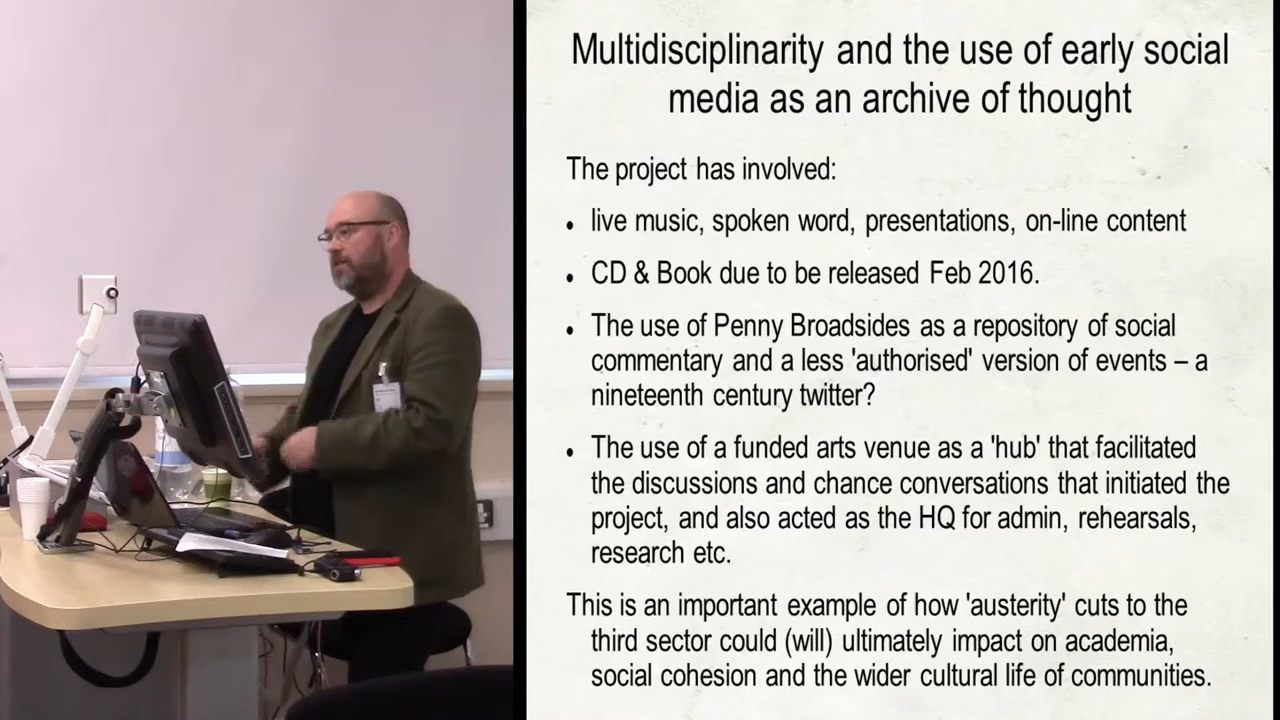 Multidisciplinarity and the use of early social
media as an archive of thought
The project has involved:
• live music, spoken word, presentations, on-line content
• CD & Book due to be released Feb 2016.
• The use of Penny Broadsides as a repository of social
commentary and a less 'authorised' version of events – a
nineteenth century twitter?
• The use of a funded arts venue as a 'hub' that facilitated
the discussions and chance conversations that initiated the
project, and also acted as the HQ for admin, rehearsals,
research etc.
This is an important example of how 'austerity' cuts to the
third sector could (will) ultimately impact on academia,
social cohesion and the wider cultural life of communities.